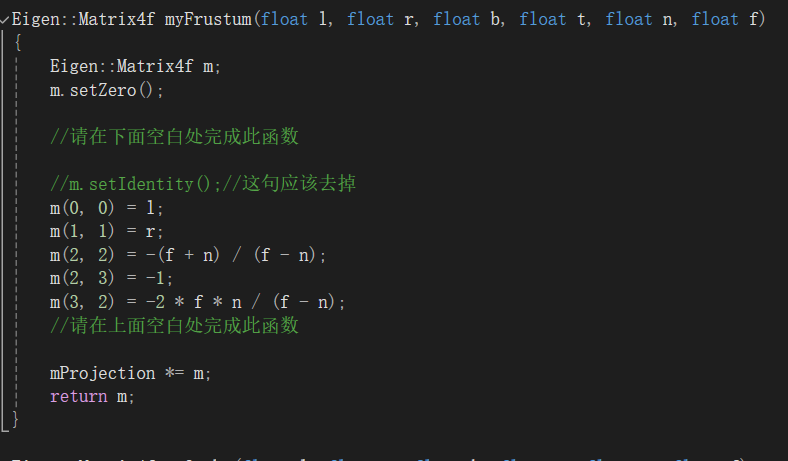 Eigen::Matrix4f myFrustum(float l, float r, float b, float t, float n, float f)
{
Eigen::Matrix4f m;
m.setZero();
//请在下面空白处完成此函数
//m.setIdentity();//这句应该去掉
m(0, 0) = l;
m(1, 1) = r;
m(2, 2) = -(f + n) / (f - n);
m(2, 3) = -1;
m(3, 2) = -2 * f * n / (f - n);
//请在上面空白处完成此函数
mProjection *= m;
return m;
}